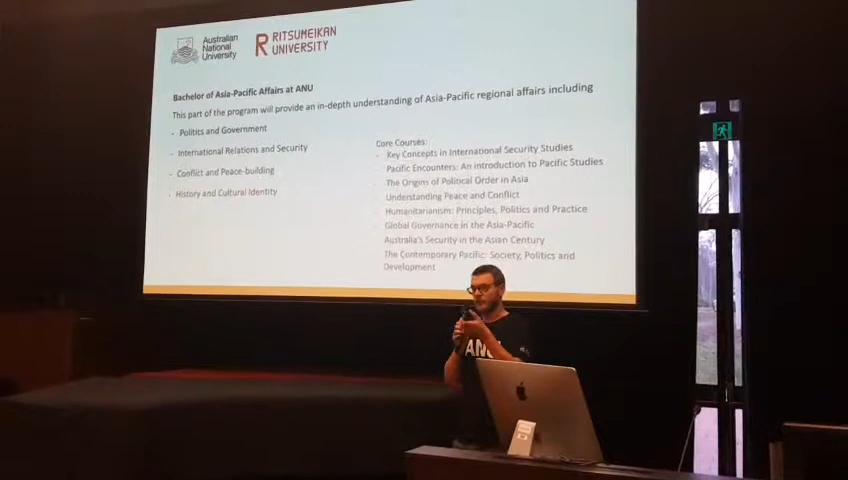 Australian
National
University
RITSUMEIKAN
UNIVERSITY
Bachelor of Asia-Pacific Affairs at ANU
This part of the program will provide an in-depth understanding of Asia-Pacific regional affairs including
- Politics and Government
- International Relations and Security
- Conflict and Peace-building
- History and Cultural Identity
Core Courses:
- Key Concepts in International Security Studies
Pacific Encounters: An introduction to Pacific Studies
The Origins of Political Order in Asia
Understanding Peace and Conflict
Humanitarianism: Principles, Politics and Practice
Global Governance in the Asia-Pacific
Australia's Security in the Asian Century
The Contemporary Pacific: Society, Politics and
Development
ANU